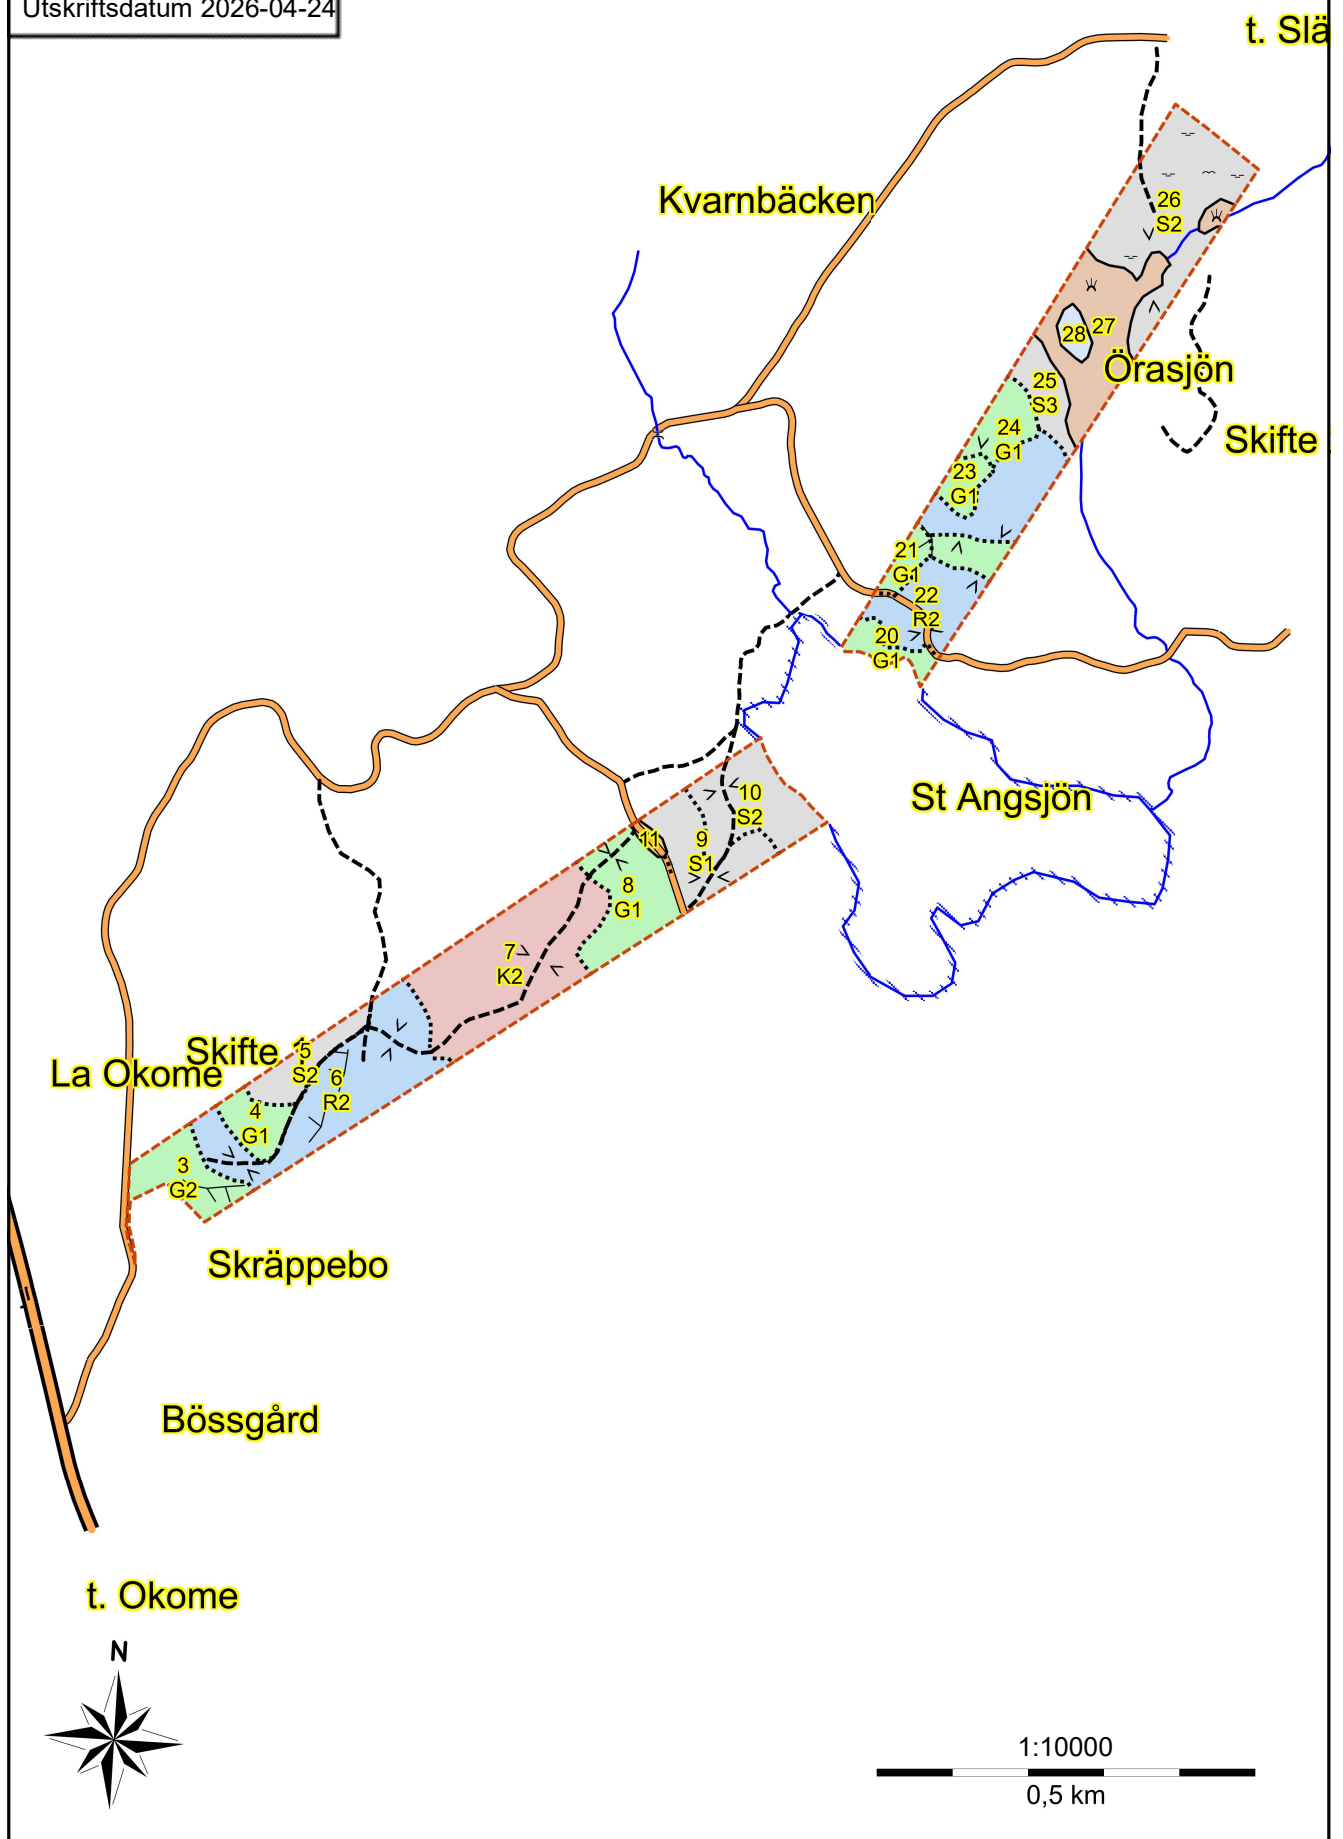 Utskriftsdatum 2026-04-24
t. Slä
Kvarnbäcken
26
S2
28
27
Örasjön
25
S3
24
G1
Skifte
23
G1
21
G1
22
R2
20
G1
10
S2
St Angsjön
11
9
S1
8
G1
7
K2
Skifte
5
S2
La Okome
6
R2
4
G1
3
G2
Skräppebo
Bössgård
t. Okome
N
1:10000
0,5 km